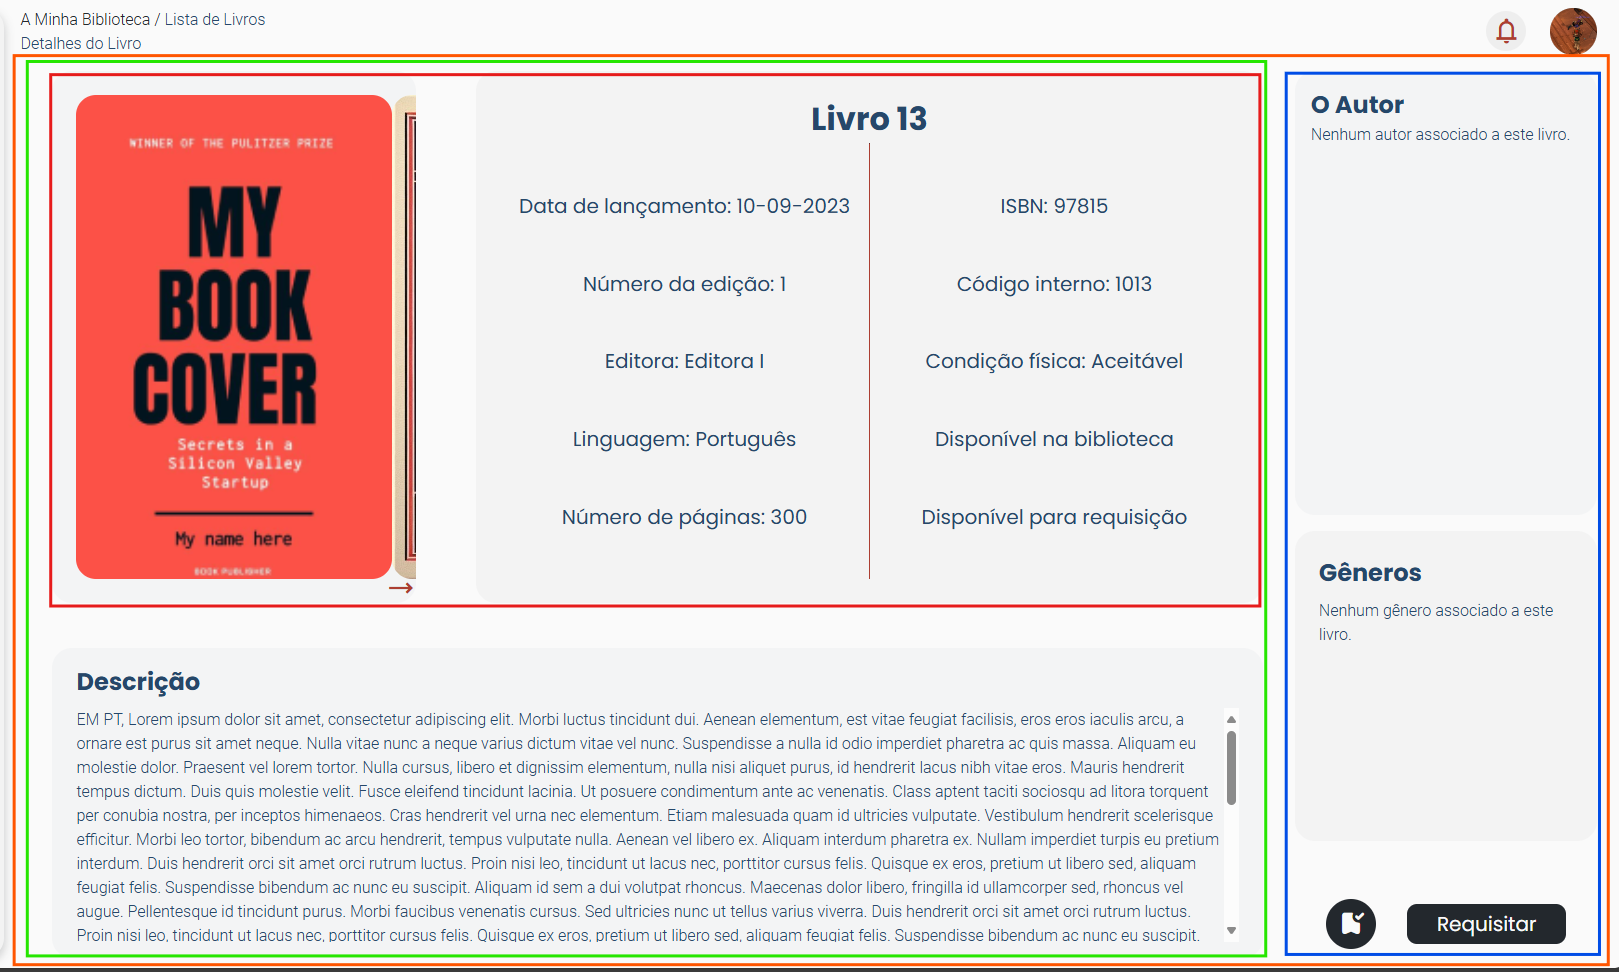 A Minha Biblioteca / Lista de Livros
Detalhes do Livro
WINNER OF THE PULITZER PRIZE
MY
BOOK
COVER
Secrets in a
Silicon Valley
Startup
My name here
BOOK PUBLISHER
Livro 13
Data de lançamento: 10-09-2023
Número da edição: 1
Editora: Editora I
Linguagem: Português
Número de páginas: 300
ISBN: 97815
Código interno: 1013
Condição física: Aceitável
Disponível na biblioteca
Disponível para requisição
Descrição
EM PT, Lorem ipsum dolor sit amet, consectetur adipiscing elit. Morbi luctus tincidunt dui. Aenean elementum, est vitae feugiat facilisis, eros eros iaculis arcu, a
ornare est purus sit amet neque. Nulla vitae nunc a neque varius dictum vitae vel nunc. Suspendisse a nulla id odio imperdiet pharetra ac quis massa. Aliquam eu
molestie dolor. Praesent vel lorem tortor. Nulla cursus, libero et dignissim elementum, nulla nisi aliquet purus, id hendrerit lacus nibh vitae eros. Mauris hendrerit
tempus dictum. Duis quis molestie velit. Fusce eleifend tincidunt lacinia. Ut posuere condimentum ante ac venenatis. Class aptent taciti sociosqu ad litora torquent
per conubia nostra, per inceptos himenaeos. Cras hendrerit vel urna nec elementum. Etiam malesuada quam id ultricies vulputate. Vestibulum hendrerit scelerisque
efficitur. Morbi leo tortor, bibendum ac arcu hendrerit, tempus vulputate nulla. Aenean vel libero ex. Aliquam interdum pharetra ex. Nullam imperdiet turpis eu pretium
interdum. Duis hendrerit orci sit amet orci rutrum luctus. Proin nisi leo, tincidunt ut lacus nec, porttitor cursus felis. Quisque ex eros, pretium ut libero sed, aliquam
feugiat felis. Suspendisse bibendum ac nunc eu suscipit. Aliquam id sem a dui volutpat rhoncus. Maecenas dolor libero, fringilla id ullamcorper sed, rhoncus vel
augue. Pellentesque id tincidunt purus. Morbi faucibus venenatis cursus. Sed ultricies nunc ut tellus varius viverra. Duis hendrerit orci sit amet orci rutrum luctus.
Proin nisi leo, tincidunt ut lacus nec, porttitor cursus felis. Quisque ex eros, pretium ut libero sed, aliquam feugiat felis. Suspendisse bibendum ac nunc eu suscipit.
O Autor
Nenhum autor associado a este livro.
Gêneros
Nenhum gênero associado a este
livro.
Requisitar